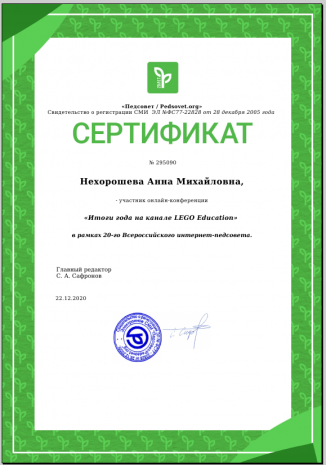 «Педсовет / Pedsovet.org»
Свидетельство о регистрации СМИ ЭЛ №ФС77-22828 от 28 декабря 2005 года
СЕРТИФИКАТ
№ 295090
Нехорошева Анна Михайловна,
- участник онлайн-конференции
«Итоги года на канале LEGO Education»
в рамках 20-го Всероссийского интернет-педсовета.
Главный редактор
С. А. Сафронов
22.12.2020